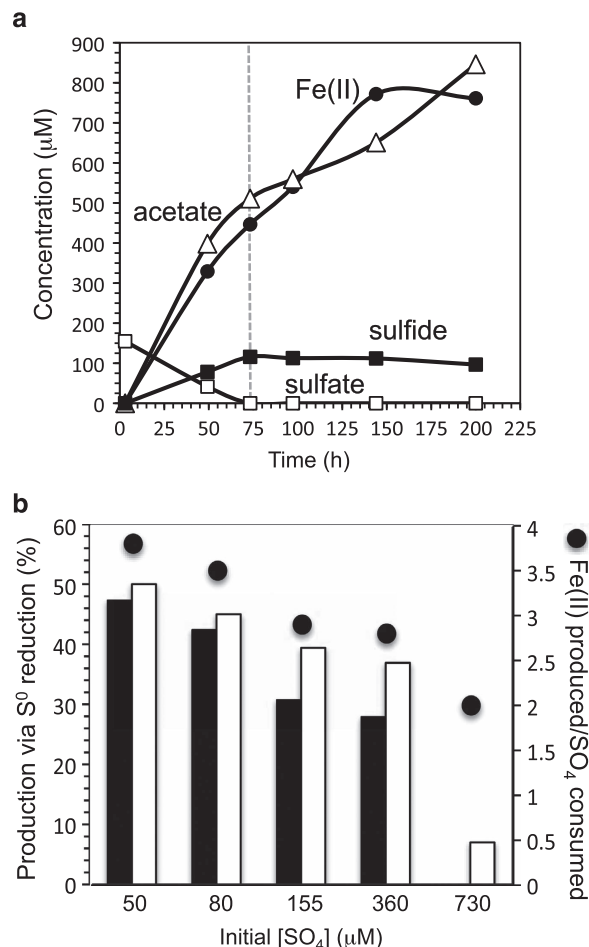 a
900
800
700
600
500
400
300
200
100
0
Concentration (μM)
Fe(II)
acetate
sulfide
sulfate
0 25 50 75 100 125 150 175 200 225
Time (h)
b
60
50
40
30
20
10
0
Production via S⁰ reduction (%)
4
3.5
3
2.5
2
1.5
1
0.5
0
Fe(II) produced/SO₄ consumed
50 80 155 360 730
Initial [SO₄] (μM)